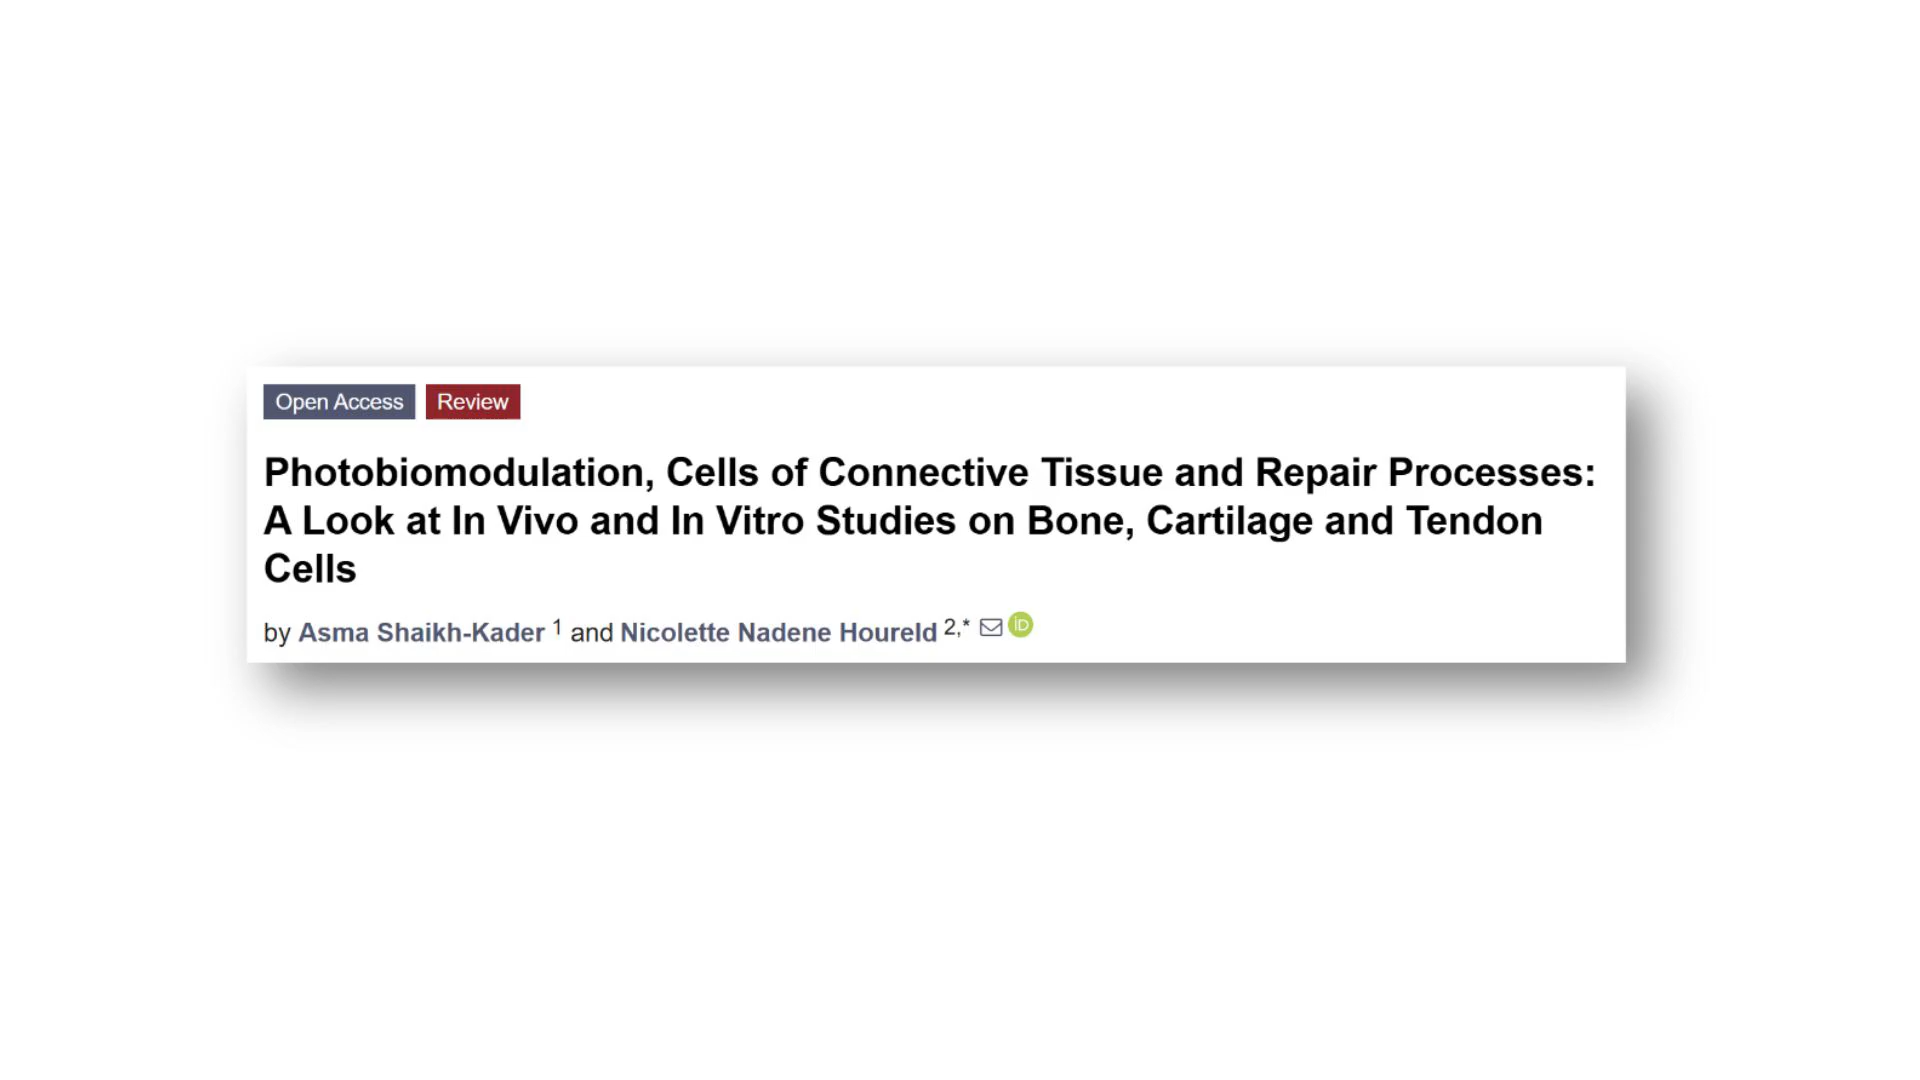 Open Access Review
Photobiomodulation, Cells of Connective Tissue and Repair Processes:
A Look at In Vivo and In Vitro Studies on Bone, Cartilage and Tendon
Cells
by Asma Shaikh-Kader 1 and Nicolette Nadene Houreld 2,* iD